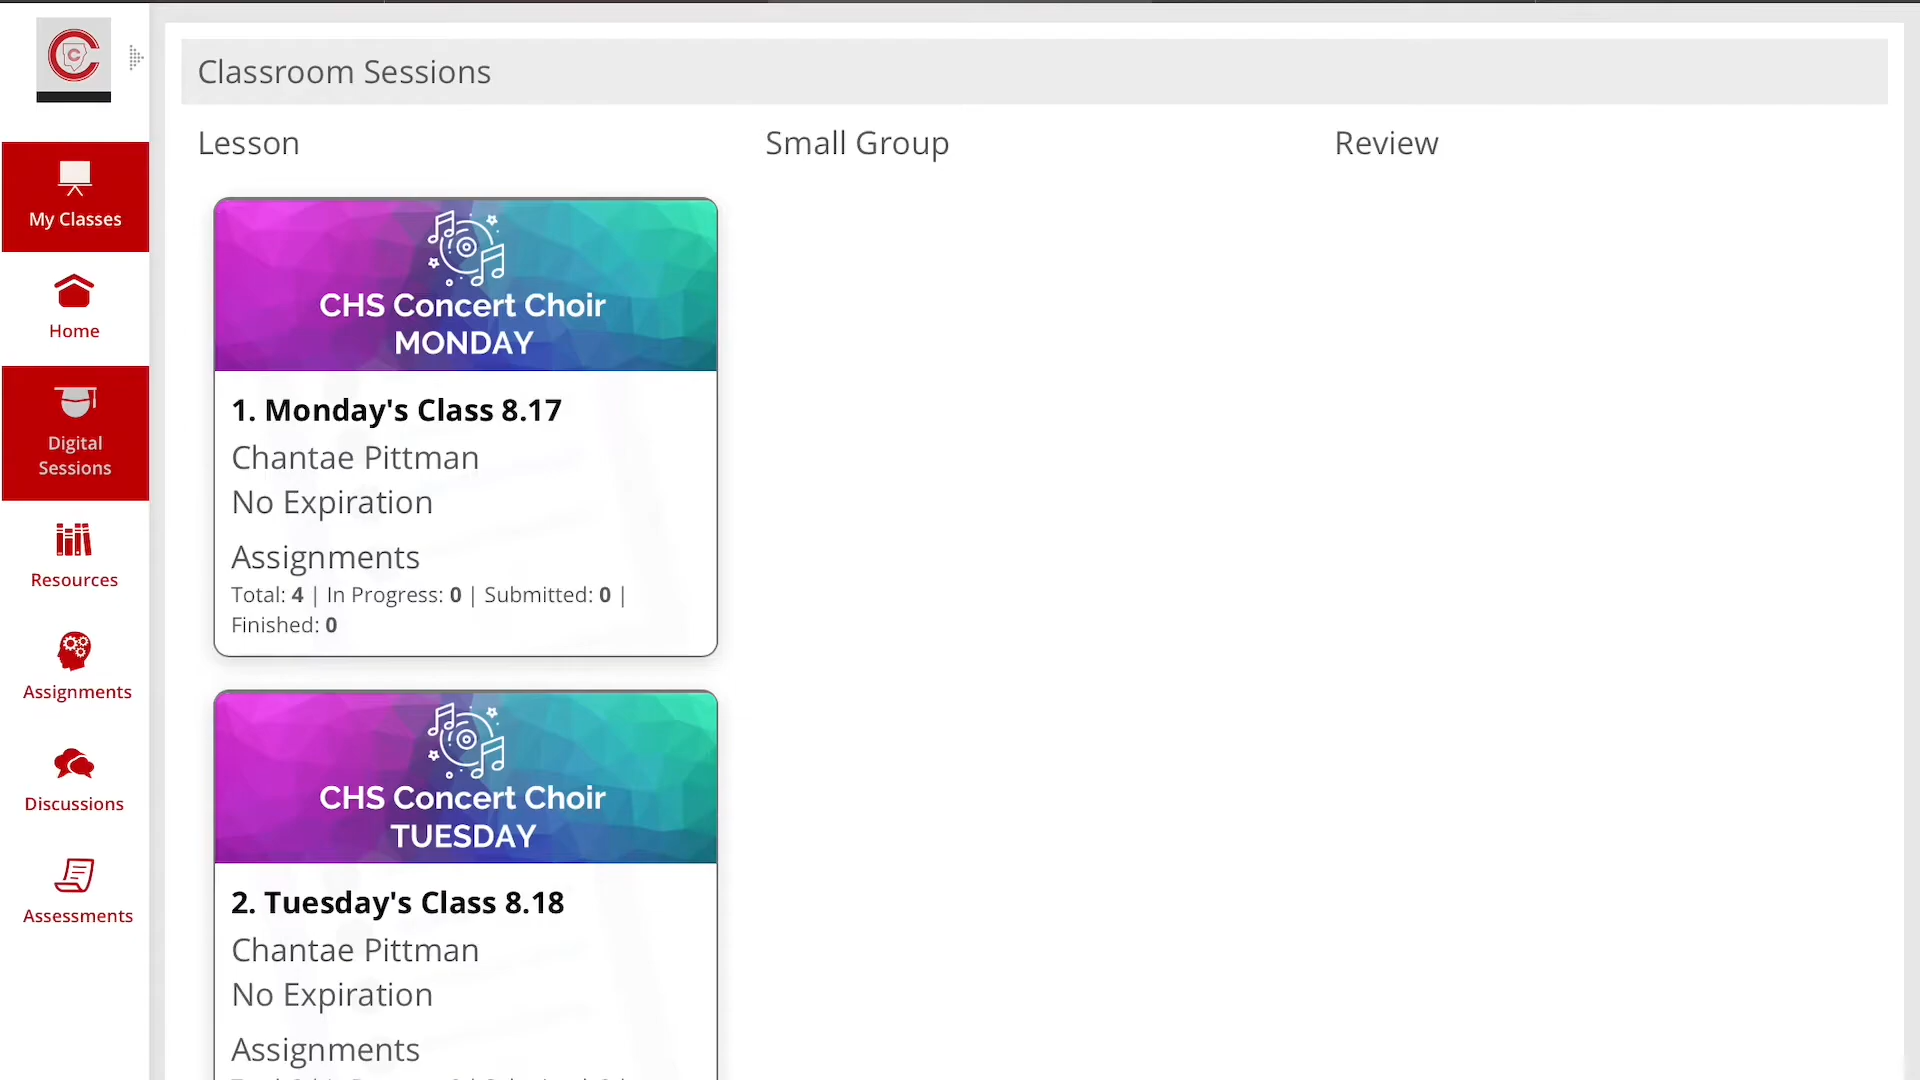 C
My Classes
Home
Digital
Sessions
Resources
Assignments
Discussions
Assessments
Classroom Sessions
Lesson
Small Group
Review
CHS Concert Choir
MONDAY
1. Monday's Class 8.17
Chantae Pittman
No Expiration
Assignments
Total: 4 | In Progress: 0 | Submitted: 0 |
Finished: 0
CHS Concert Choir
TUESDAY
2. Tuesday's Class 8.18
Chantae Pittman
No Expiration
Assignments